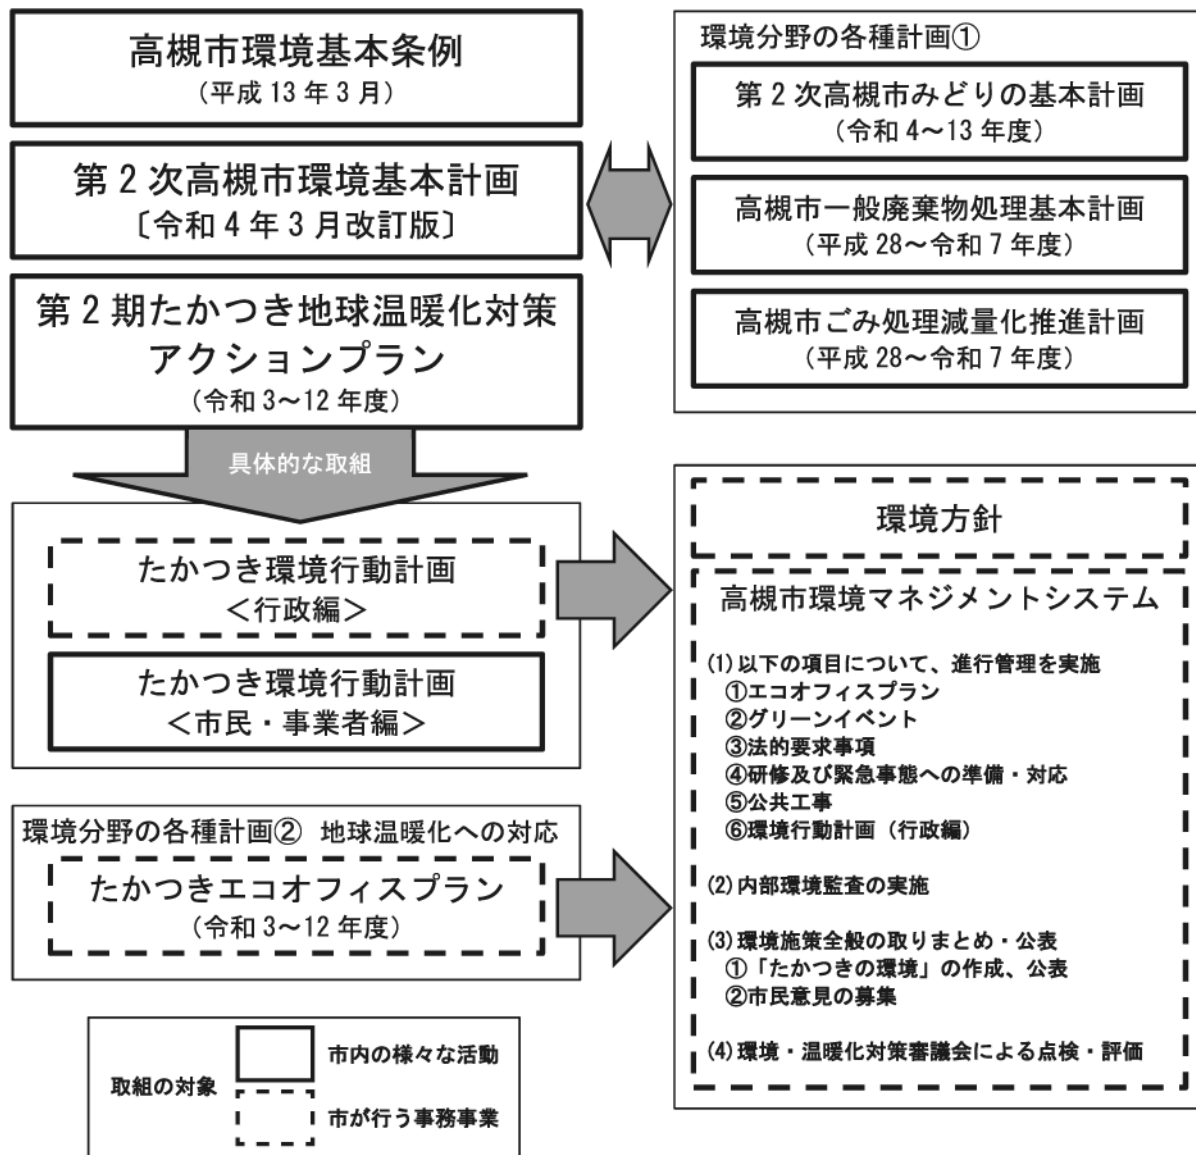 高槻市環境基本条例
（平成 13 年 3 月）
第 2 次高槻市環境基本計画
〔令和 4 年 3 月改訂版〕
第 2 期たかつき地球温暖化対策
アクションプラン
（令和 3～12 年度）
環境分野の各種計画①
第 2 次高槻市みどりの基本計画
（令和 4～13 年度）
高槻市一般廃棄物処理基本計画
（平成 28～令和 7 年度）
高槻市ごみ処理減量化推進計画
（平成 28～令和 7 年度）
具体的な取組
たかつき環境行動計画
＜行政編＞
たかつき環境行動計画
＜市民・事業者編＞
環境分野の各種計画② 地球温暖化への対応
たかつきエコオフィスプラン
（令和 3～12 年度）
環境方針
高槻市環境マネジメントシステム
(1) 以下の項目について、進行管理を実施
①エコオフィスプラン
②グリーンイベント
③法的要求事項
④研修及び緊急事態への準備・対応
⑤公共工事
⑥環境行動計画（行政編）
(2) 内部環境監査の実施
(3) 環境施策全般の取りまとめ・公表
①「たかつきの環境」の作成、公表
②市民意見の募集
(4) 環境・温暖化対策審議会による点検・評価
取組の対象
市内の様々な活動
市が行う事務事業